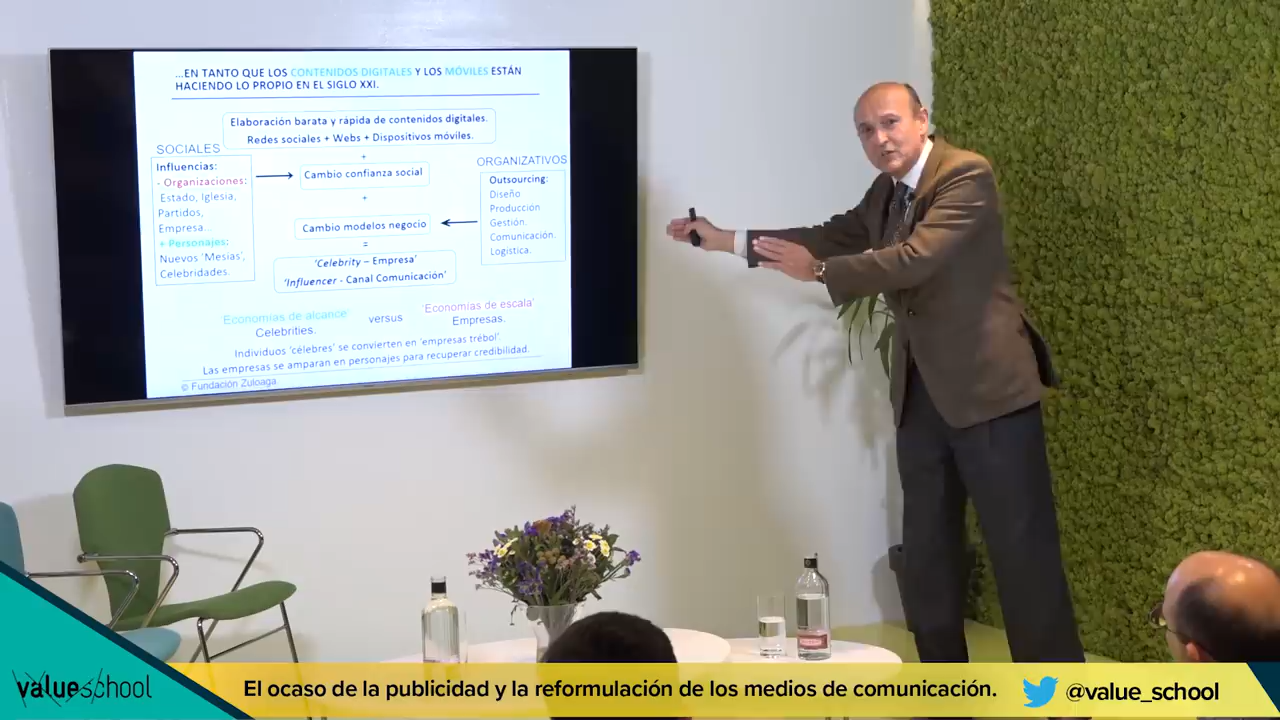 ...EN TANTO QUE LOS CONTENIDOS DIGITALES Y LOS MÓVILES ESTÁN
HACIENDO LO PROPIO EN EL SIGLO XXI.
Elaboración barata y rápida de contenidos digitales.
Redes sociales + Webs + Dispositivos móviles.
SOCIALES
Influencias:
- Organizaciones:
Estado, Iglesia,
Partidos,
Empresa...
+ Personajes:
Nuevos 'Mesías',
Celebridades.
+
Cambio confianza social
+
Cambio modelos negocio
=
'Celebrity – Empresa'
'Influencer - Canal Comunicación'
ORGANIZATIVOS
Outsourcing:
Diseño
Producción
Gestión.
Comunicación.
Logística.
'Economías de alcance' versus 'Economías de escala'
Celebrities. Empresas.
Individuos 'célebres' se convierten en 'empresas trébol'
Las empresas se amparan en personajes para recuperar credibilidad.
© Fundación Zuloaga
valueschool
El ocaso de la publicidad y la reformulación de los medios de comunicación.
@value_school